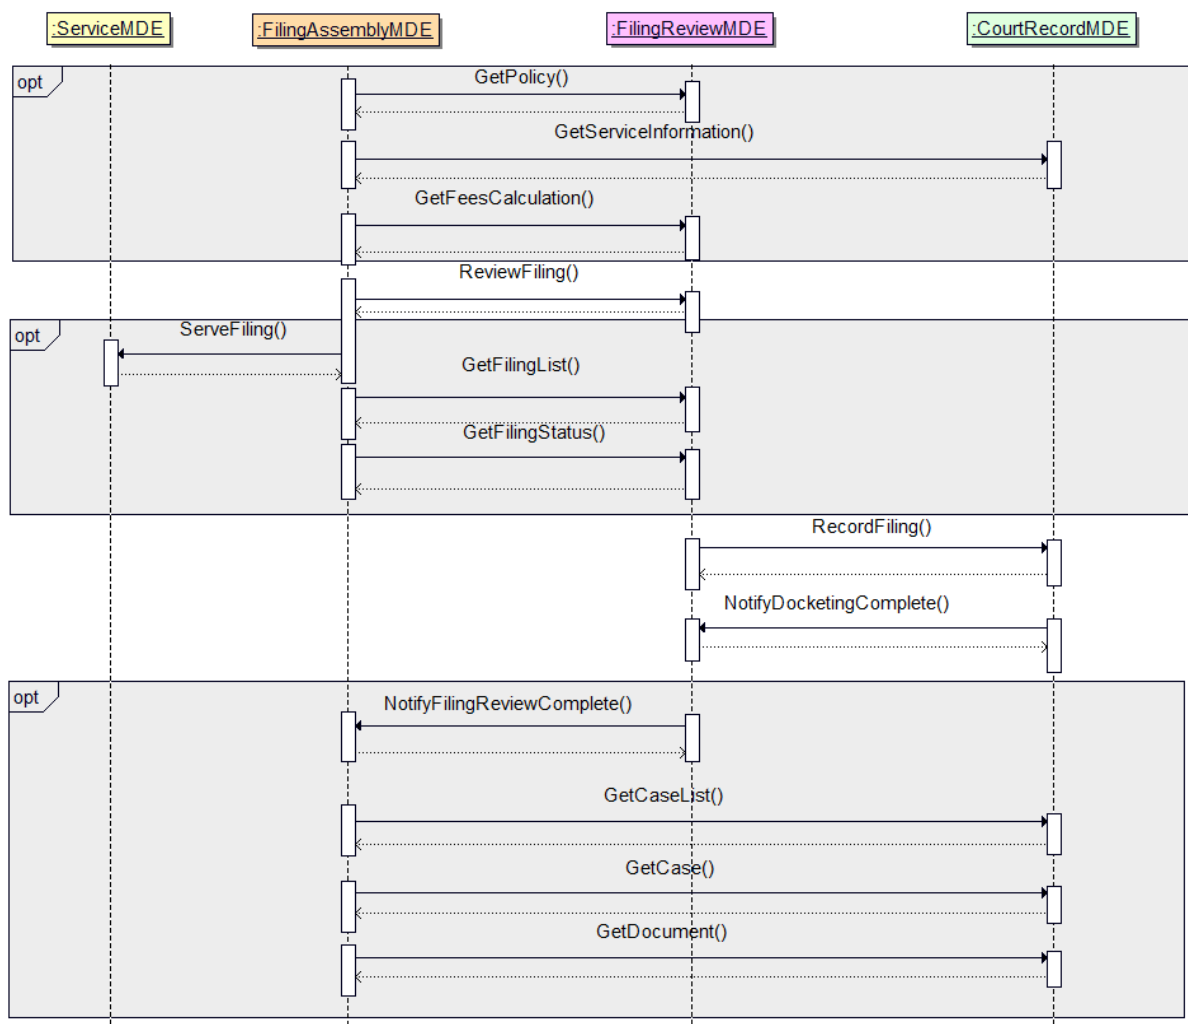 :ServiceMDE
:FilingAssemblyMDE
:FilingReviewMDE
:CourtRecordMDE
opt
GetPolicy()
GetServiceInformation()
GetFeesCalculation()
ReviewFiling()
opt
ServeFiling()
GetFilingList()
GetFilingStatus()
RecordFiling()
NotifyDocketingComplete()
opt
NotifyFilingReviewComplete()
GetCaseList()
GetCase()
GetDocument()